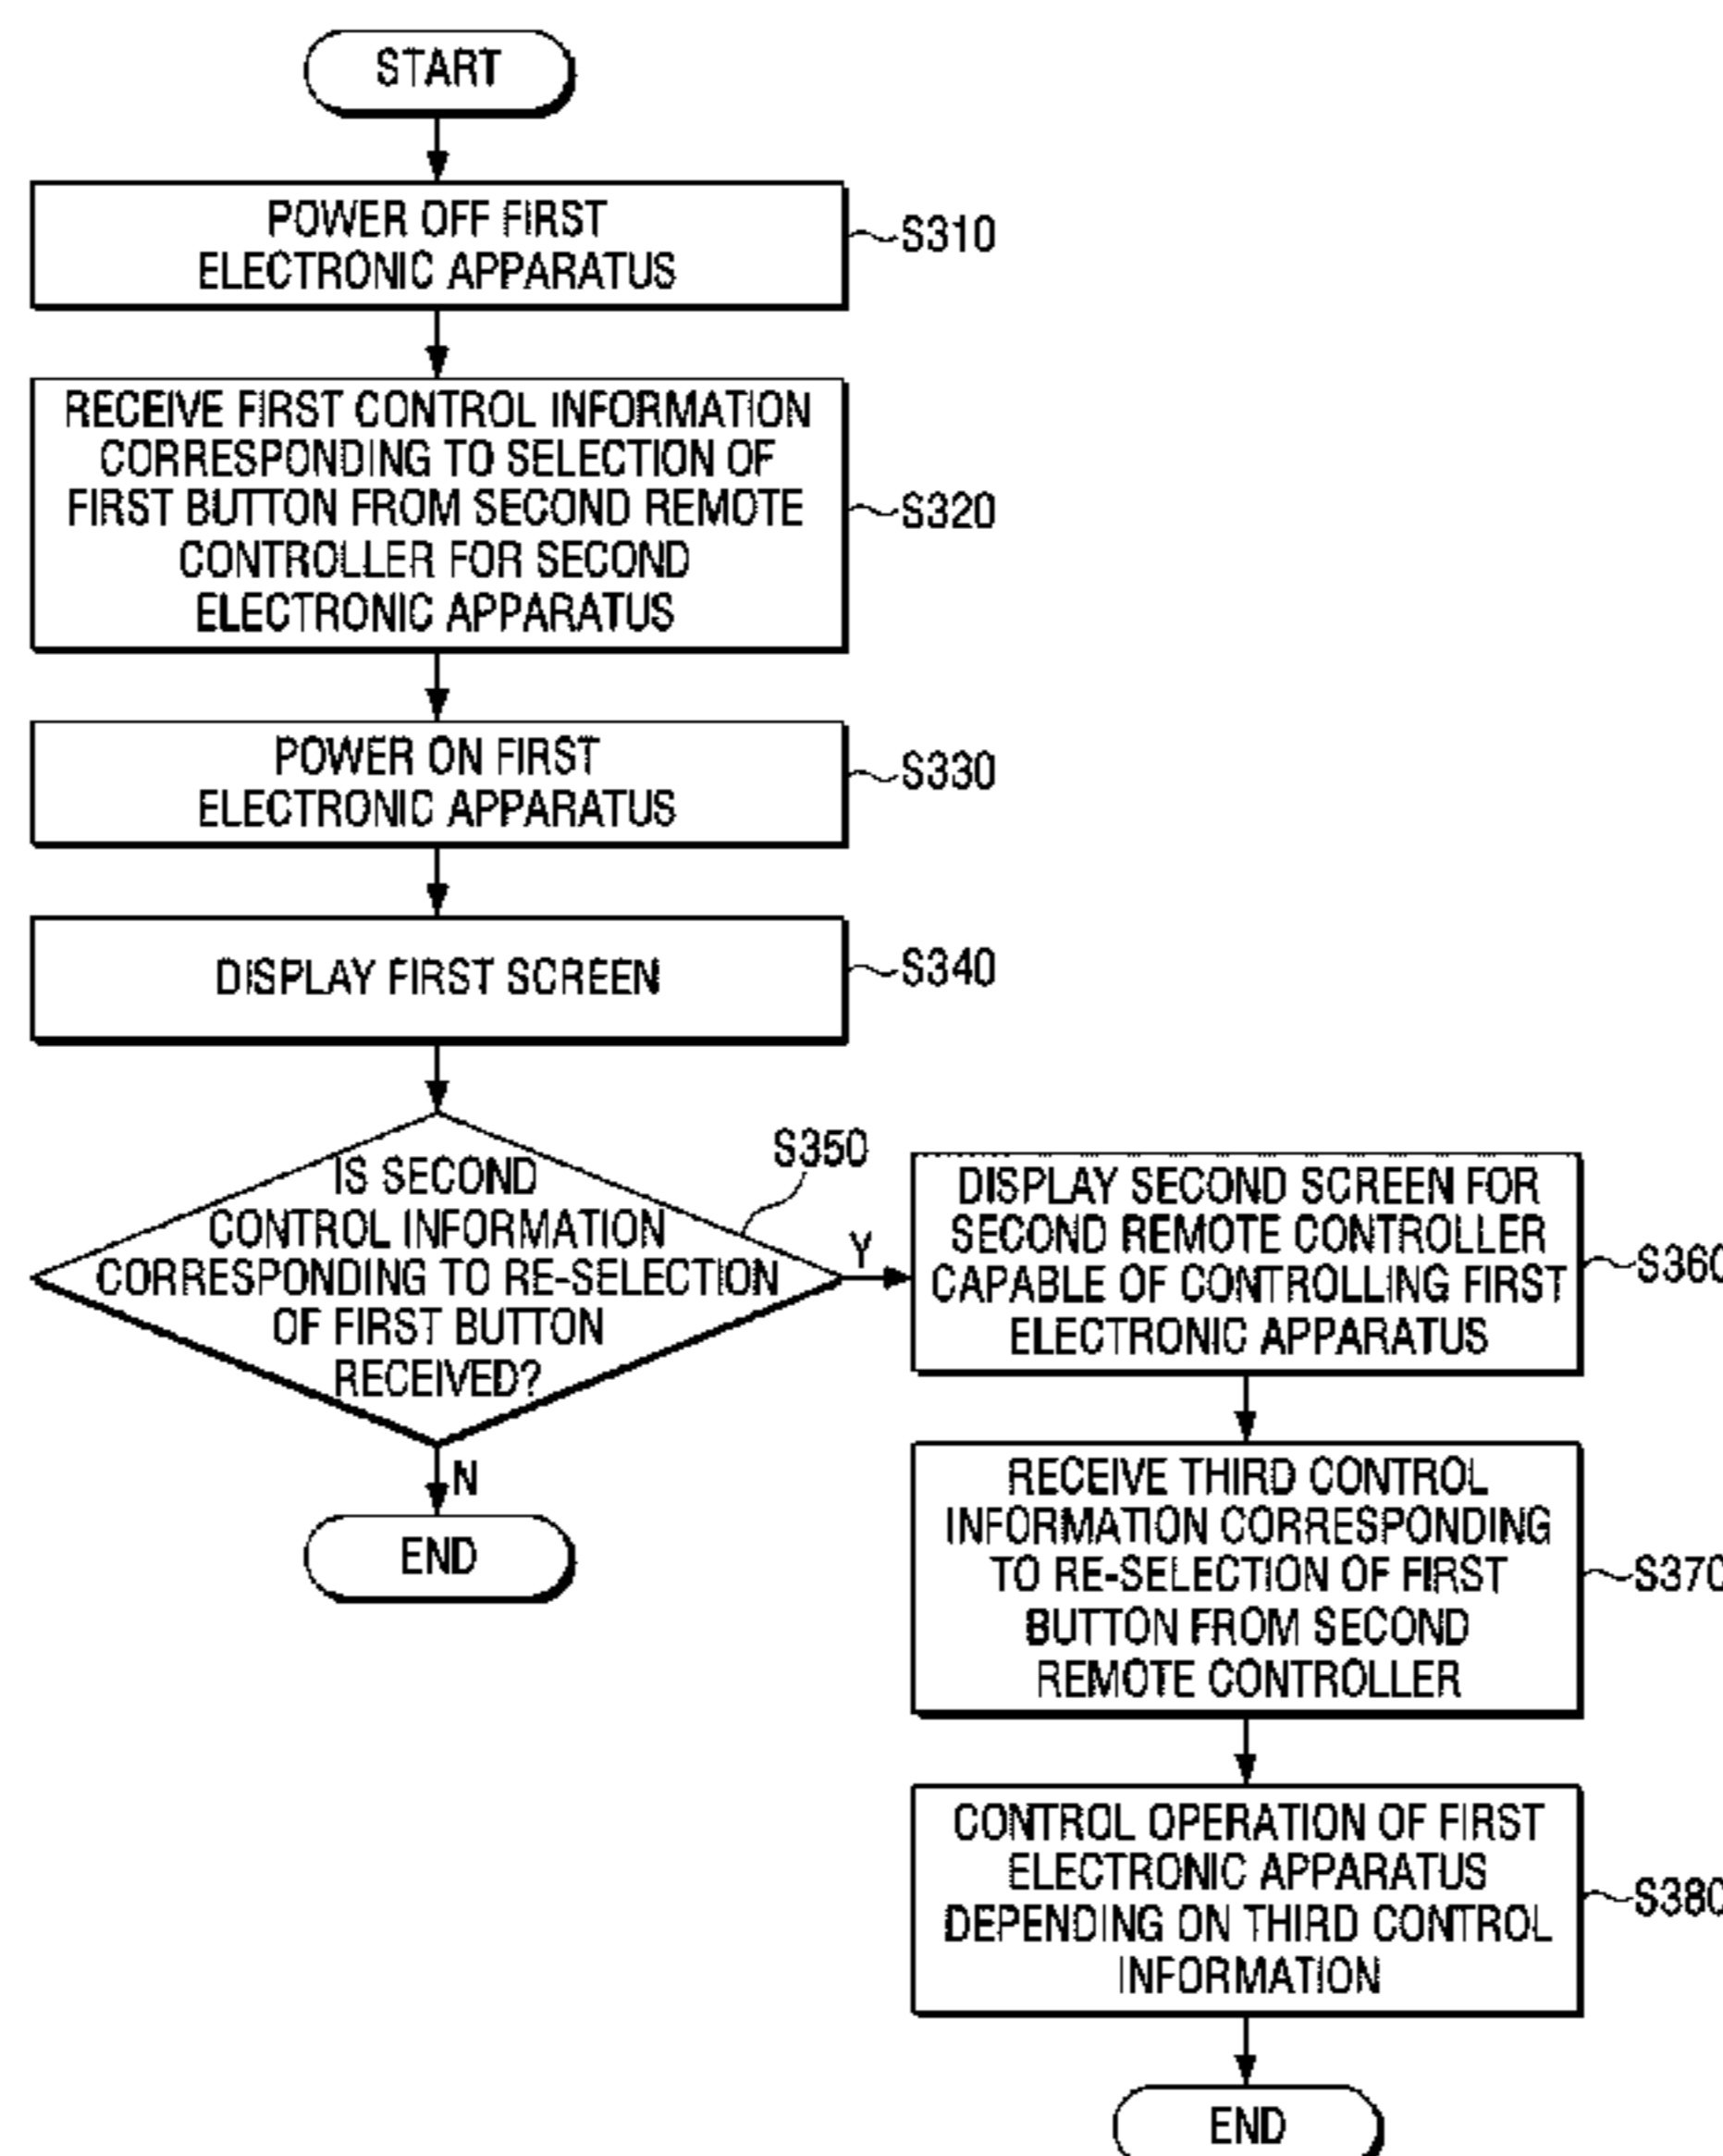 START
POWER OFF FIRST
ELECTRONIC APPARATUS
S310
RECEIVE FIRST CONTROL INFORMATION
CORRESPONDING TO SELECTION OF
FIRST BUTTON FROM SECOND REMOTE
CONTROLLER FOR SECOND
ELECTRONIC APPARATUS
S320
POWER ON FIRST
ELECTRONIC APPARATUS
S330
DISPLAY FIRST SCREEN
S340
IS SECOND
CONTROL INFORMATION
CORRESPONDING TO RE-SELECTION
OF FIRST BUTTON
RECEIVED?
S350
Y
N
END
DISPLAY SECOND SCREEN FOR
SECOND REMOTE CONTROLLER
CAPABLE OF CONTROLLING FIRST
ELECTRONIC APPARATUS
S360
RECEIVE THIRD CONTROL
INFORMATION CORRESPONDING
TO RE-SELECTION OF FIRST
BUTTON FROM SECOND
REMOTE CONTROLLER
S370
CONTROL OPERATION OF FIRST
ELECTRONIC APPARATUS
DEPENDING ON THIRD CONTROL
INFORMATION
S380
END